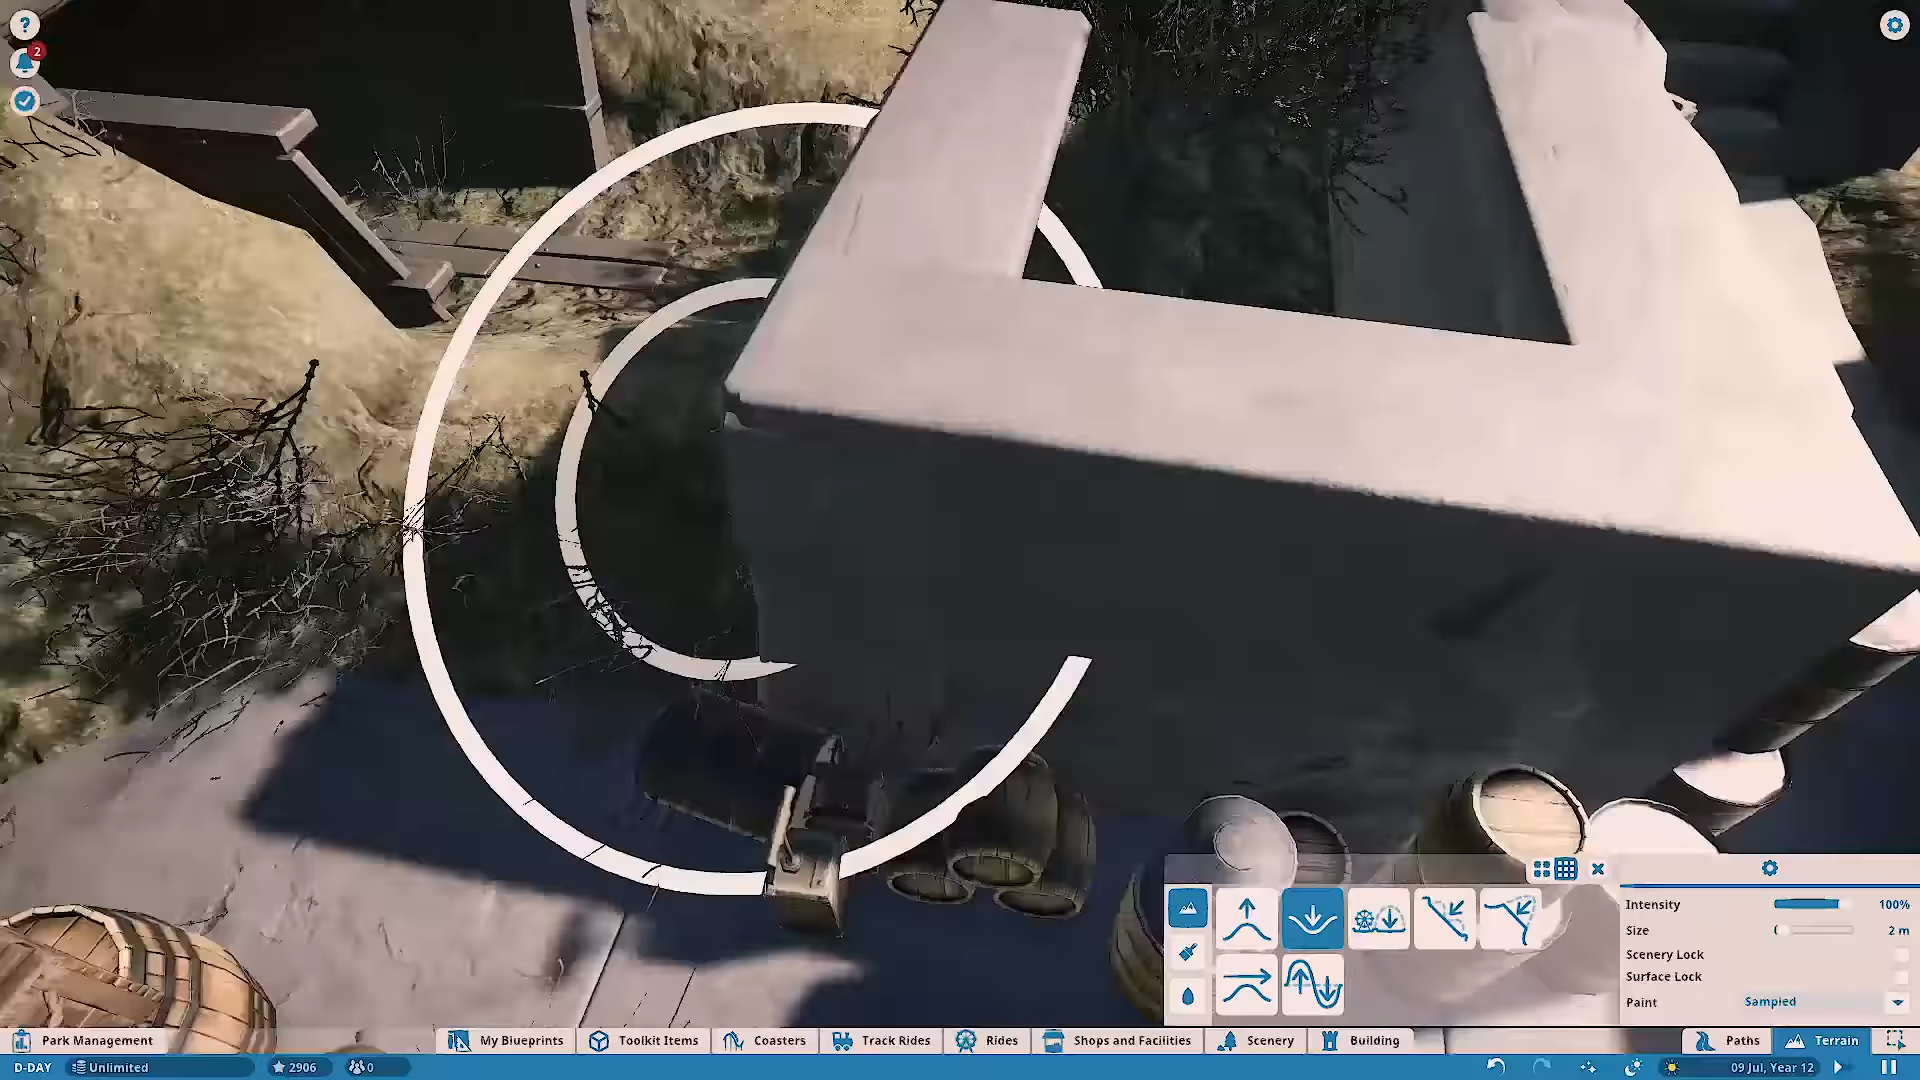 ?
2
Intensity 100%
Size 2 m
Scenery Lock
Surface Lock
Paint Sampled
Park Management My Blueprints Toolkit Items Coasters Track Rides Rides Shops and Facilities Scenery Building Paths Terrain
D-DAY Unlimited 2906 0 09 Jul, Year 12